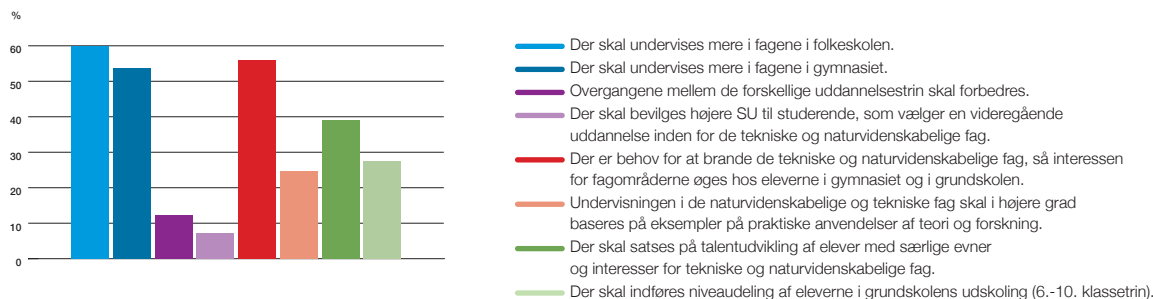 %
60
50
40
30
20
10
0
Der skal undervises mere i fagene i folkeskolen.
Der skal undervises mere i fagene i gymnasiet.
Overgangene mellem de forskellige uddannelsestrin skal forbedres.
Der skal bevilges højere SU til studerende, som vælger en videregående
uddannelse inden for de tekniske og naturvidenskabelige fag.
Der er behov for at brande de tekniske og naturvidenskabelige fag, så interessen
for fagområderne øges hos eleverne i gymnasiet og i grundskolen.
Undervisningen i de naturvidenskabelige og tekniske fag skal i højere grad
baseres på eksempler på praktiske anvendelser af teori og forskning.
Der skal satses på talentudvikling af elever med særlige evner
og interesser for tekniske og naturvidenskabelige fag.
Der skal indføres niveaudeling af eleverne i grundskolens udskoling (6.-10. klassetrin).